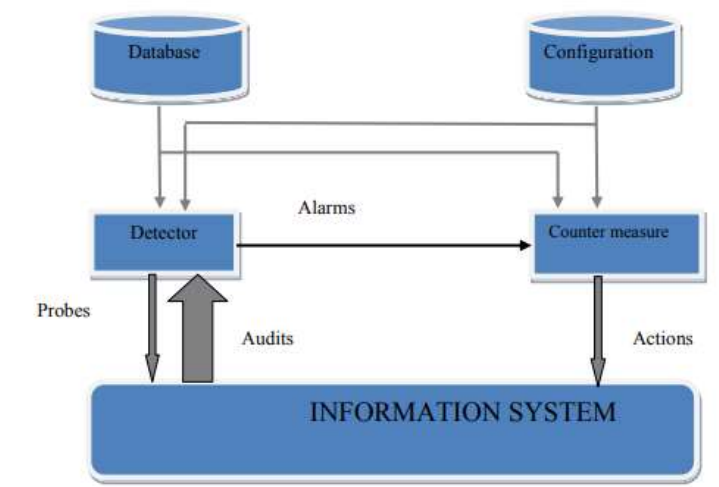 Database
Configuration
Alarms
Detector
Counter measure
Probes
Audits
Actions
INFORMATION SYSTEM